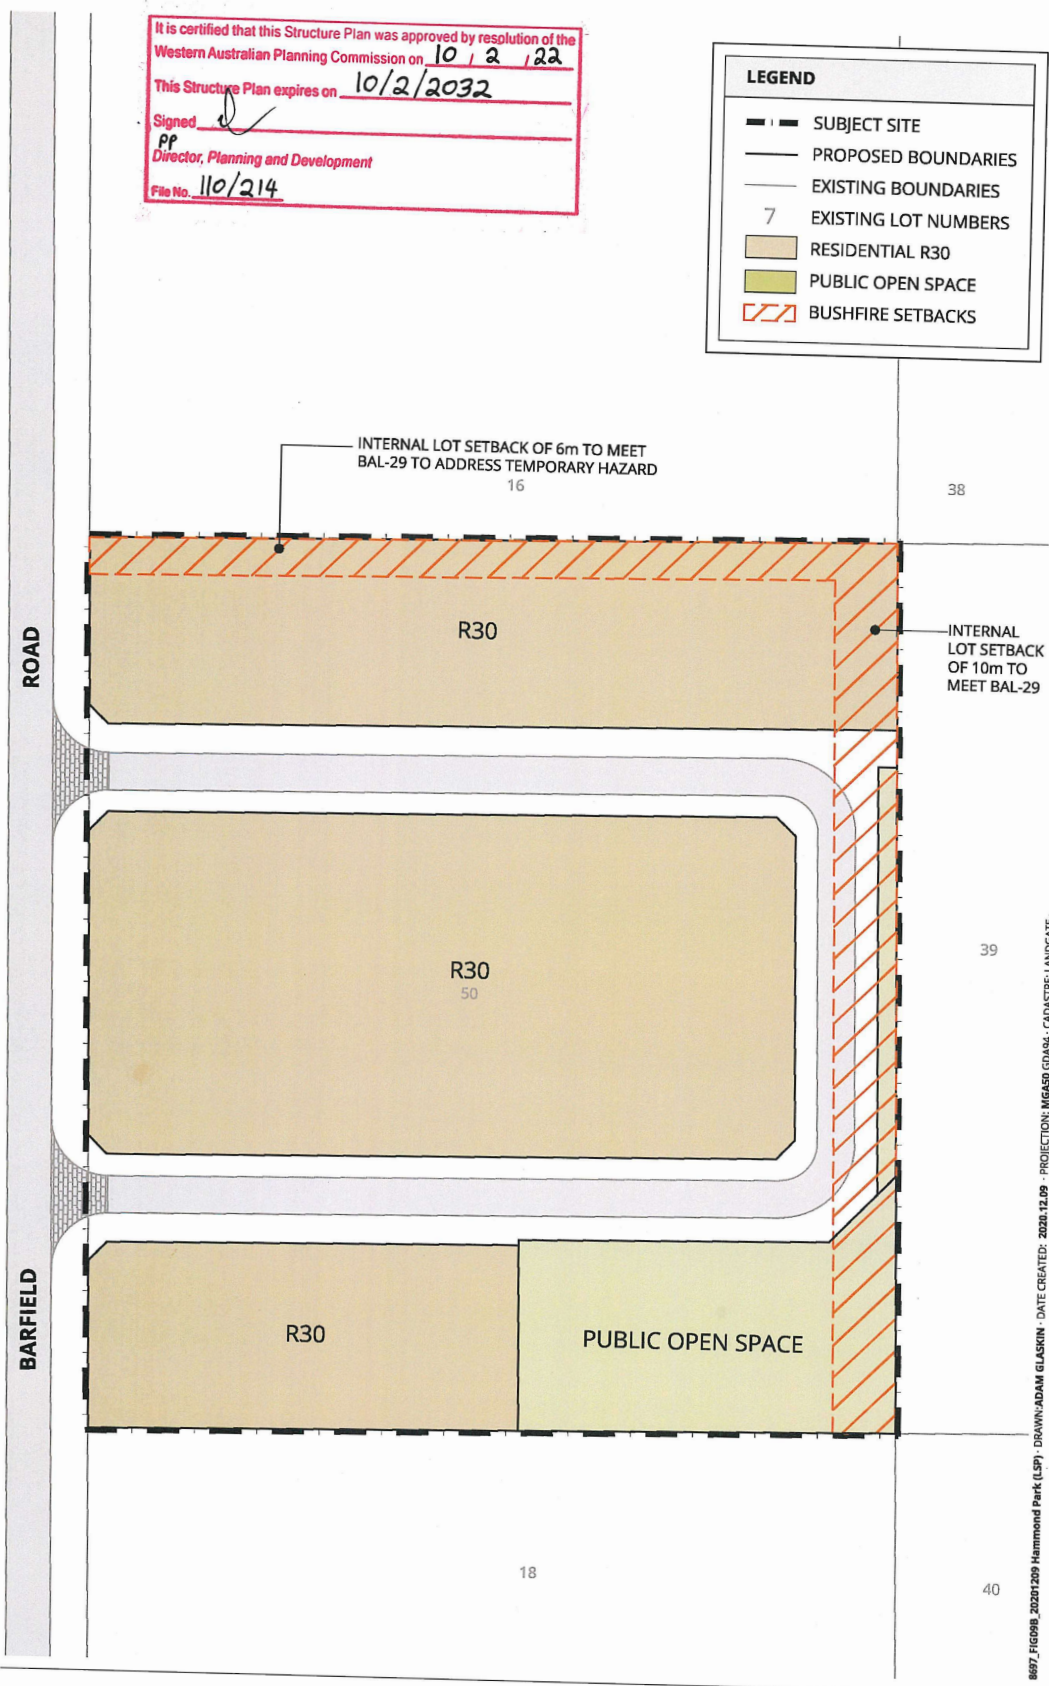 It is certified that this Structure Plan was approved by resolution of the
Western Australian Planning Commission on 10 / 2 / 22
This Structure Plan expires on 10/2/2032
Signed
PP
Director, Planning and Development
File No. 110/214
LEGEND
SUBJECT SITE
PROPOSED BOUNDARIES
EXISTING BOUNDARIES
7 EXISTING LOT NUMBERS
RESIDENTIAL R30
PUBLIC OPEN SPACE
BUSHFIRE SETBACKS
INTERNAL LOT SETBACK OF 6m TO MEET
BAL-29 TO ADDRESS TEMPORARY HAZARD
16
38
R30
INTERNAL
LOT SETBACK
OF 10m TO
MEET BAL-29
ROAD
R30
50
39
BARFIELD
R30
PUBLIC OPEN SPACE
18
40
8697_FIG09B_20201209 Hammond Park (LSP) · DRAWN:ADAM GLASKIN · DATE CREATED: 2020.12.09 · PROJECTION: MGA50 GDA94 · CADASTRE: LANDGATE